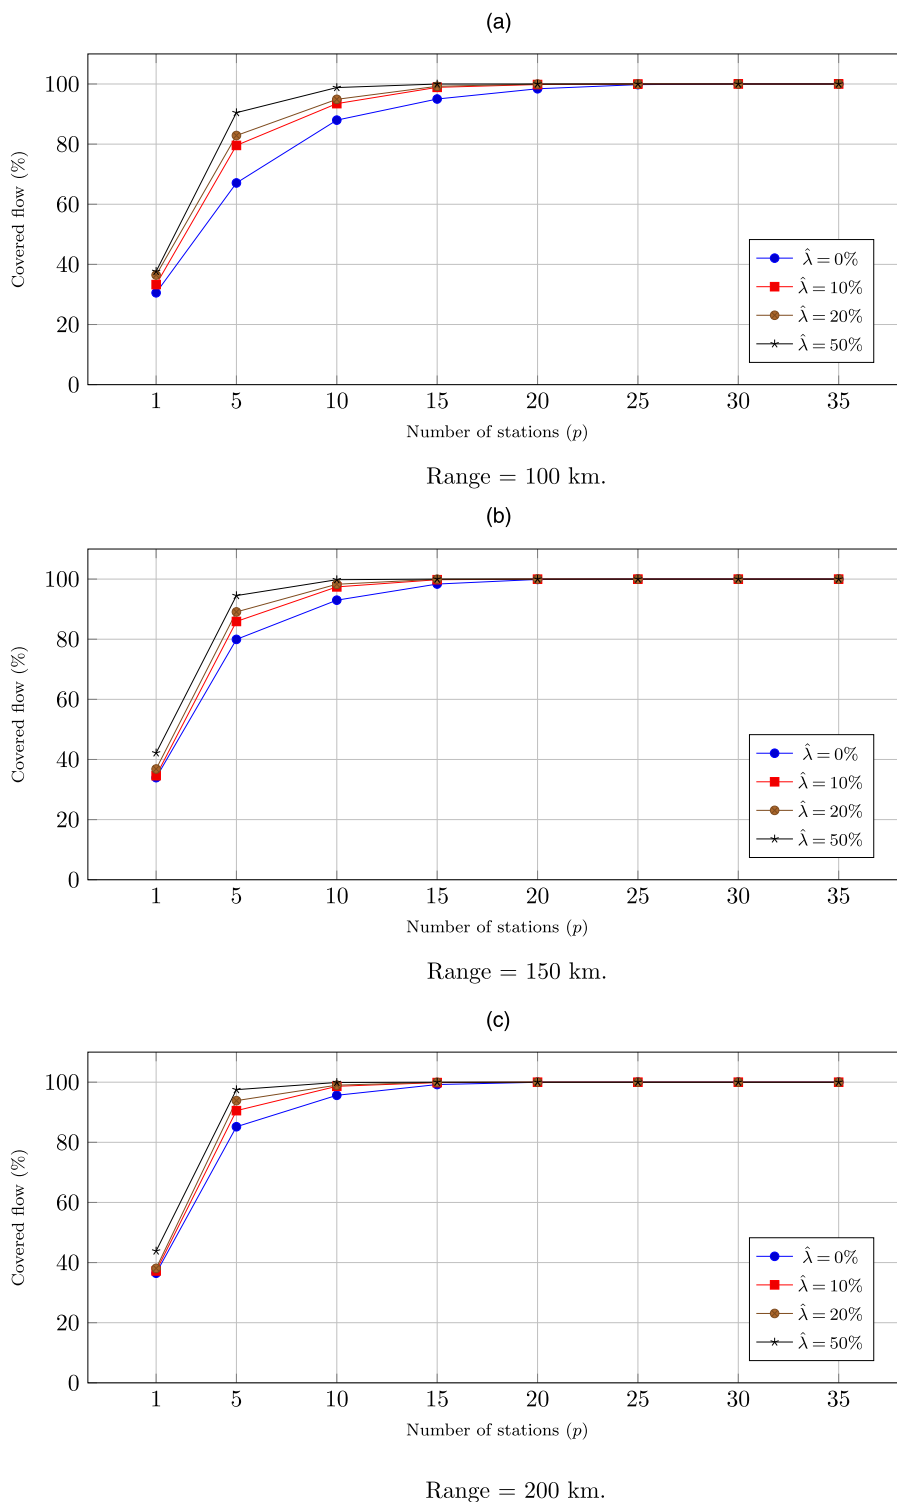 (a)
100
80
60
40
20
0
Covered flow (%)
λ̂ = 0%
λ̂ = 10%
λ̂ = 20%
λ̂ = 50%
1 5 10 15 20 25 30 35
Number of stations (p)
Range = 100 km.
(b)
100
80
60
40
20
0
Covered flow (%)
λ̂ = 0%
λ̂ = 10%
λ̂ = 20%
λ̂ = 50%
1 5 10 15 20 25 30 35
Number of stations (p)
Range = 150 km.
(c)
100
80
60
40
20
0
Covered flow (%)
λ̂ = 0%
λ̂ = 10%
λ̂ = 20%
λ̂ = 50%
1 5 10 15 20 25 30 35
Number of stations (p)
Range = 200 km.